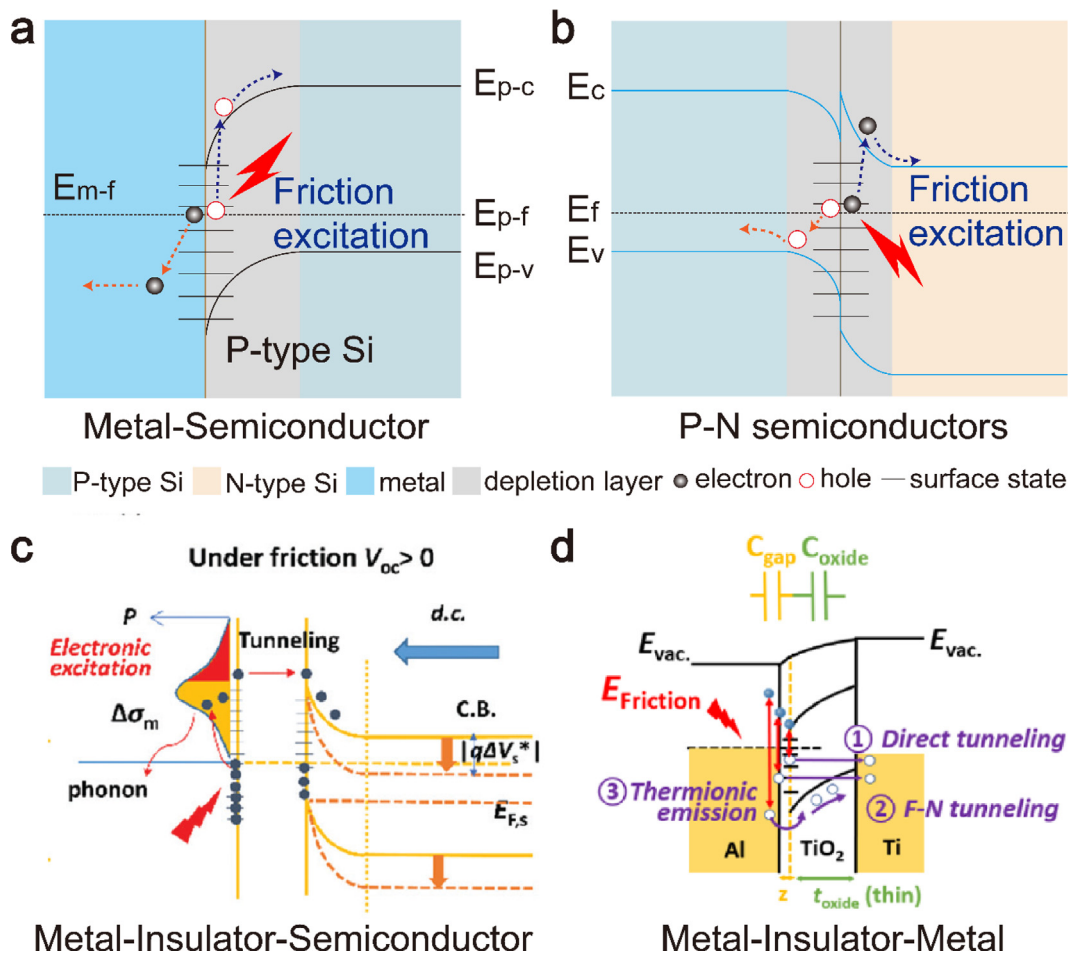 a
Em-f
Ep-c
Friction
excitation
Ep-f
Ep-v
P-type Si
Metal-Semiconductor
b
Ec
Ef
Ev
Friction
excitation
P-N semiconductors
P-type Si N-type Si metal depletion layer electron hole surface state
c
Under friction Voc> 0
P
Electronic
excitation
Tunneling
d.c.
Δσm
C.B.
|qΔVs*|
phonon
EF,s
Metal-Insulator-Semiconductor
d
Cgap Coxide
Evac.
Evac.
EFriction
① Direct tunneling
③ Thermionic
emission
② F-N tunneling
Al TiO2 Ti
z toxide (thin)
Metal-Insulator-Metal